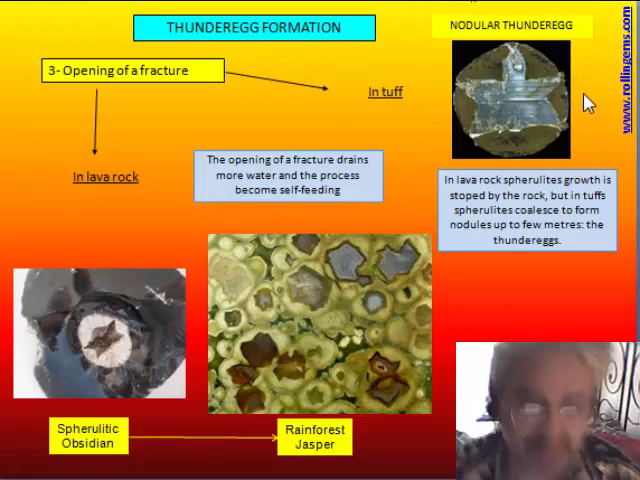 THUNDEREGG FORMATION
NODULAR THUNDEREGG
www.rollingems.com
3- Opening of a fracture
In tuff
In lava rock
The opening of a fracture drains
more water and the process
become self-feeding
In lava rock spherulites growth is
stoped by the rock, but in tuffs
spherulites coalesce to form
nodules up to few metres: the
thundereggs.
Spherulitic
Obsidian
Rainforest
Jasper